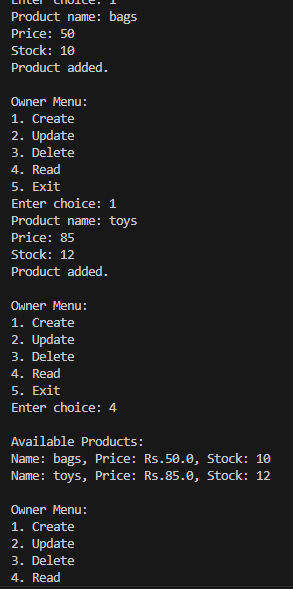 Enter choice: 1
Product name: bags
Price: 50
Stock: 10
Product added.
Owner Menu:
1. Create
2. Update
3. Delete
4. Read
5. Exit
Enter choice: 1
Product name: toys
Price: 85
Stock: 12
Product added.
Owner Menu:
1. Create
2. Update
3. Delete
4. Read
5. Exit
Enter choice: 4
Available Products:
Name: bags, Price: Rs.50.0, Stock: 10
Name: toys, Price: Rs.85.0, Stock: 12
Owner Menu:
1. Create
2. Update
3. Delete
4. Read